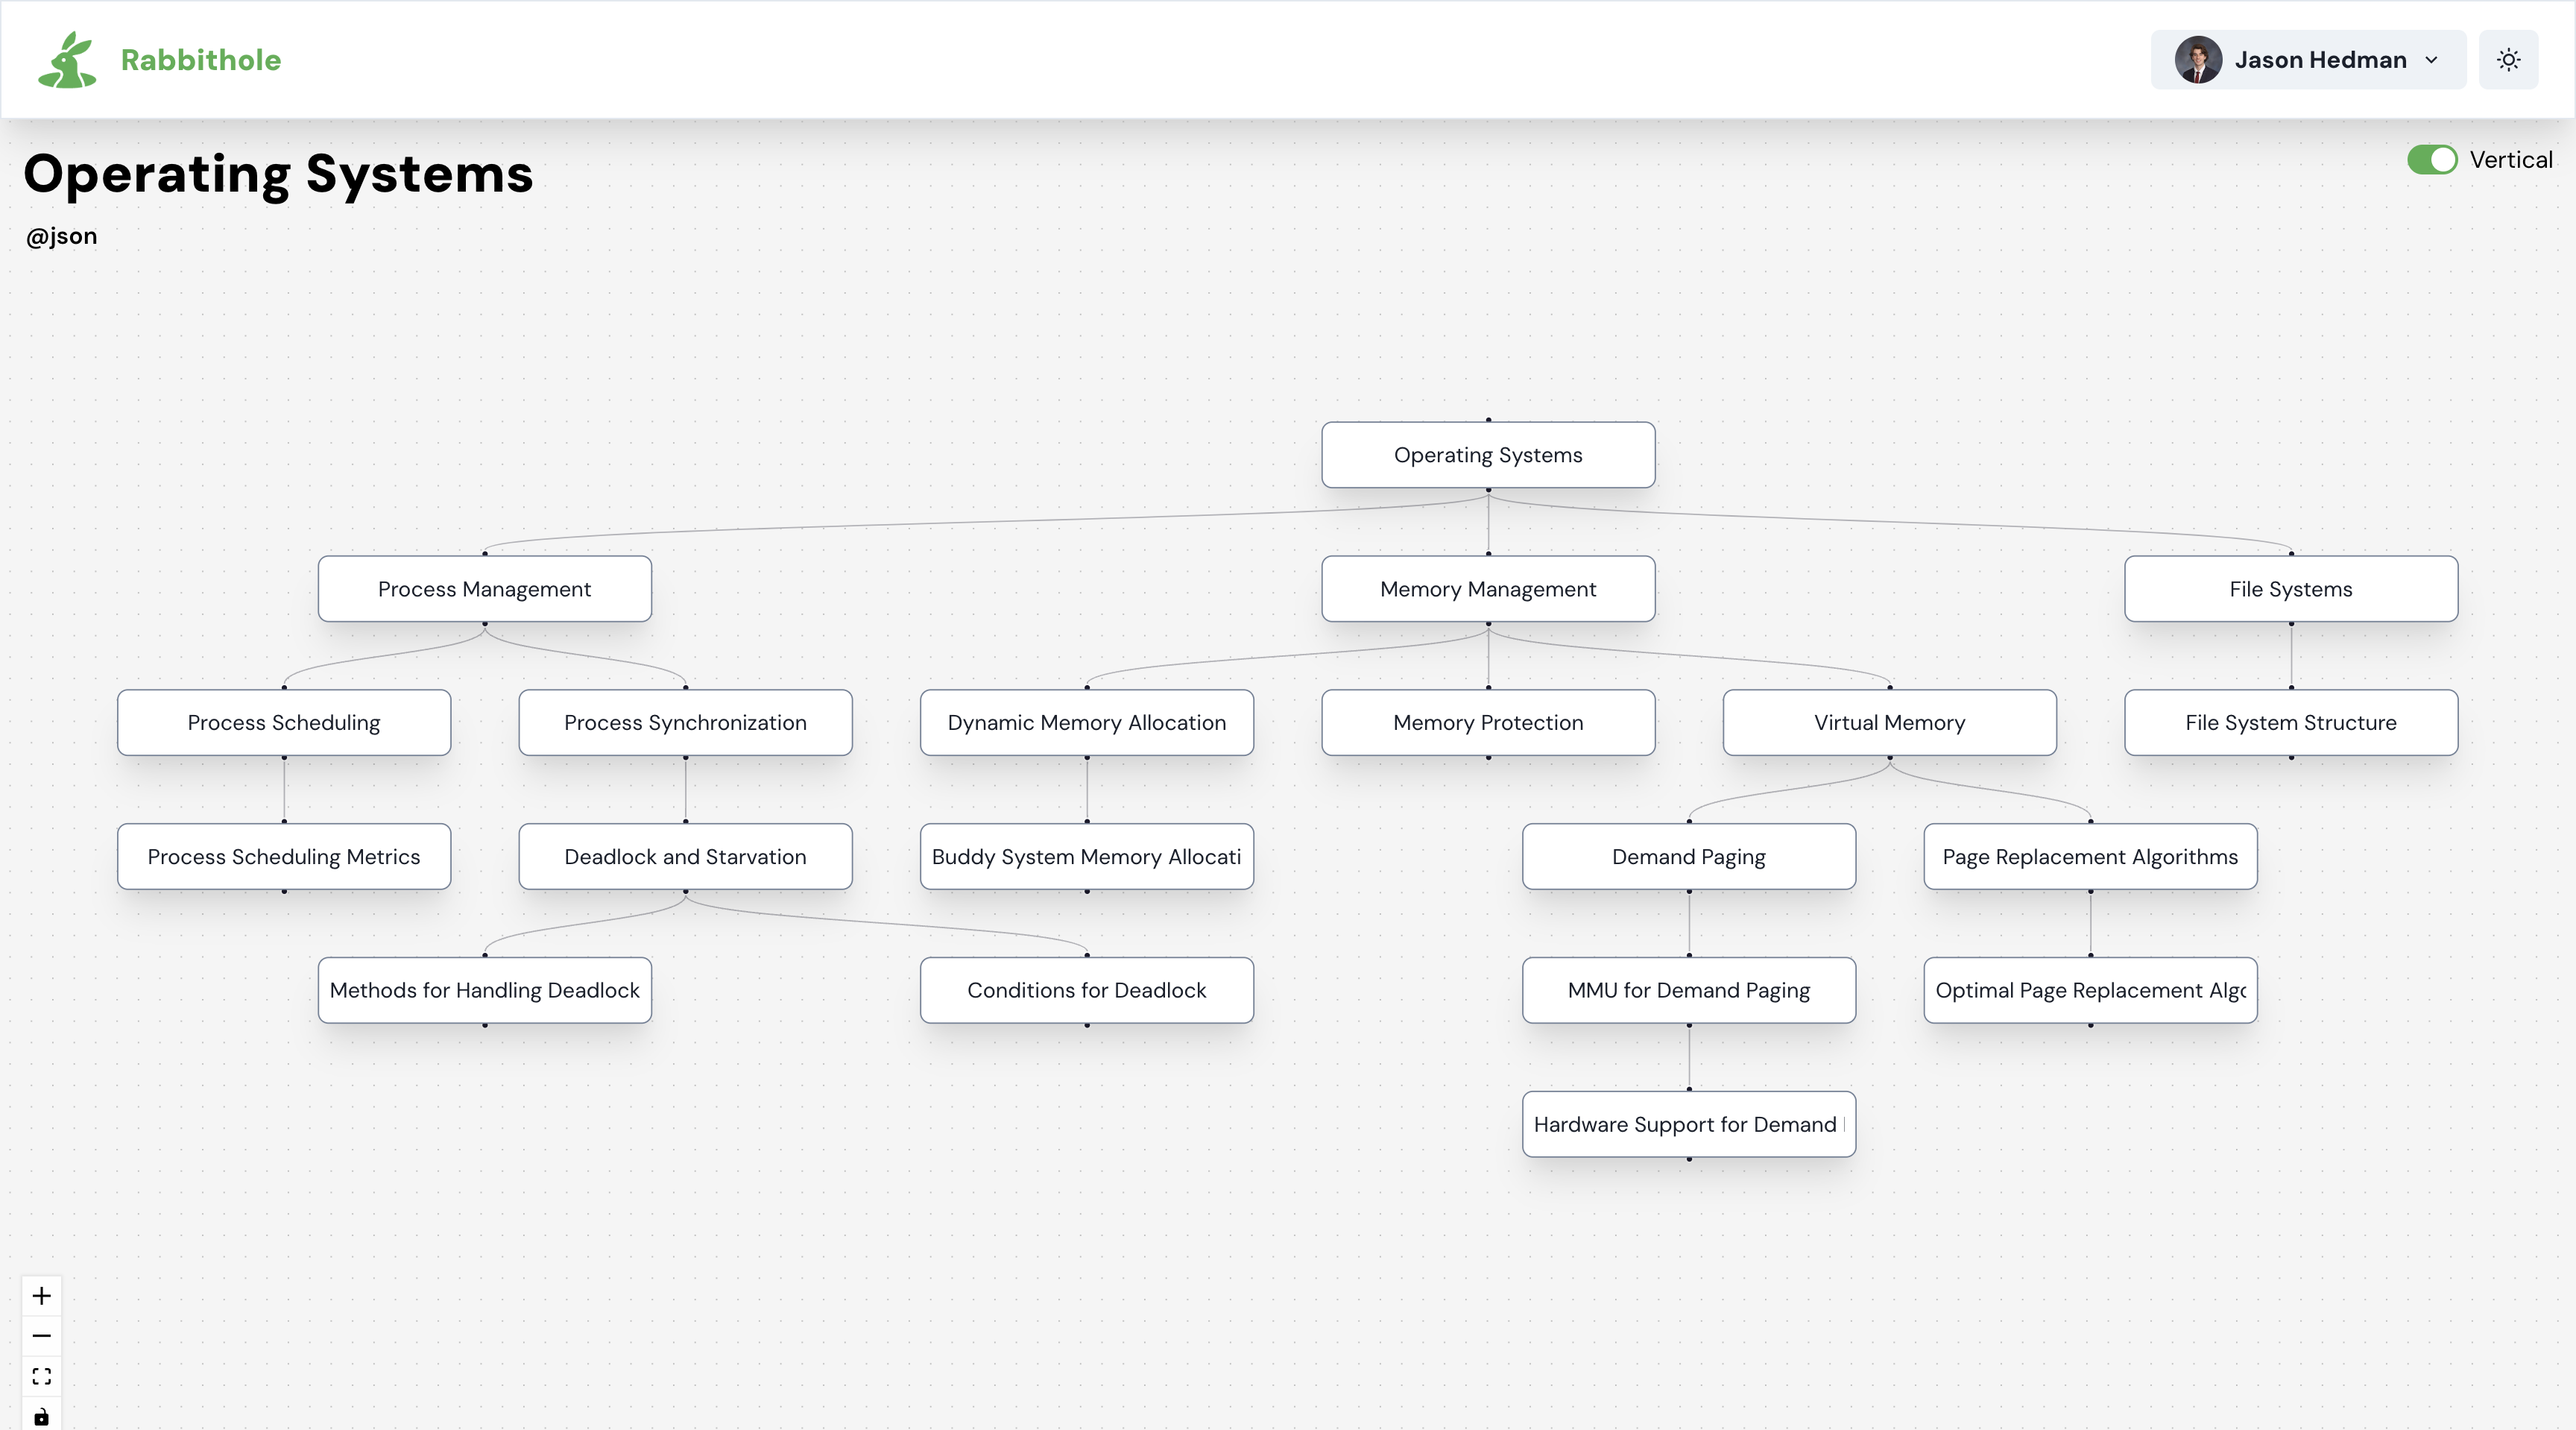 Rabbithole
Jason Hedman
Operating Systems
Vertical
@json
Operating Systems
Process Management
Memory Management
File Systems
Process Scheduling
Process Synchronization
Dynamic Memory Allocation
Memory Protection
Virtual Memory
File System Structure
Process Scheduling Metrics
Deadlock and Starvation
Buddy System Memory Allocati
Demand Paging
Page Replacement Algorithms
Methods for Handling Deadlock
Conditions for Deadlock
MMU for Demand Paging
Optimal Page Replacement Algo
Hardware Support for Demand